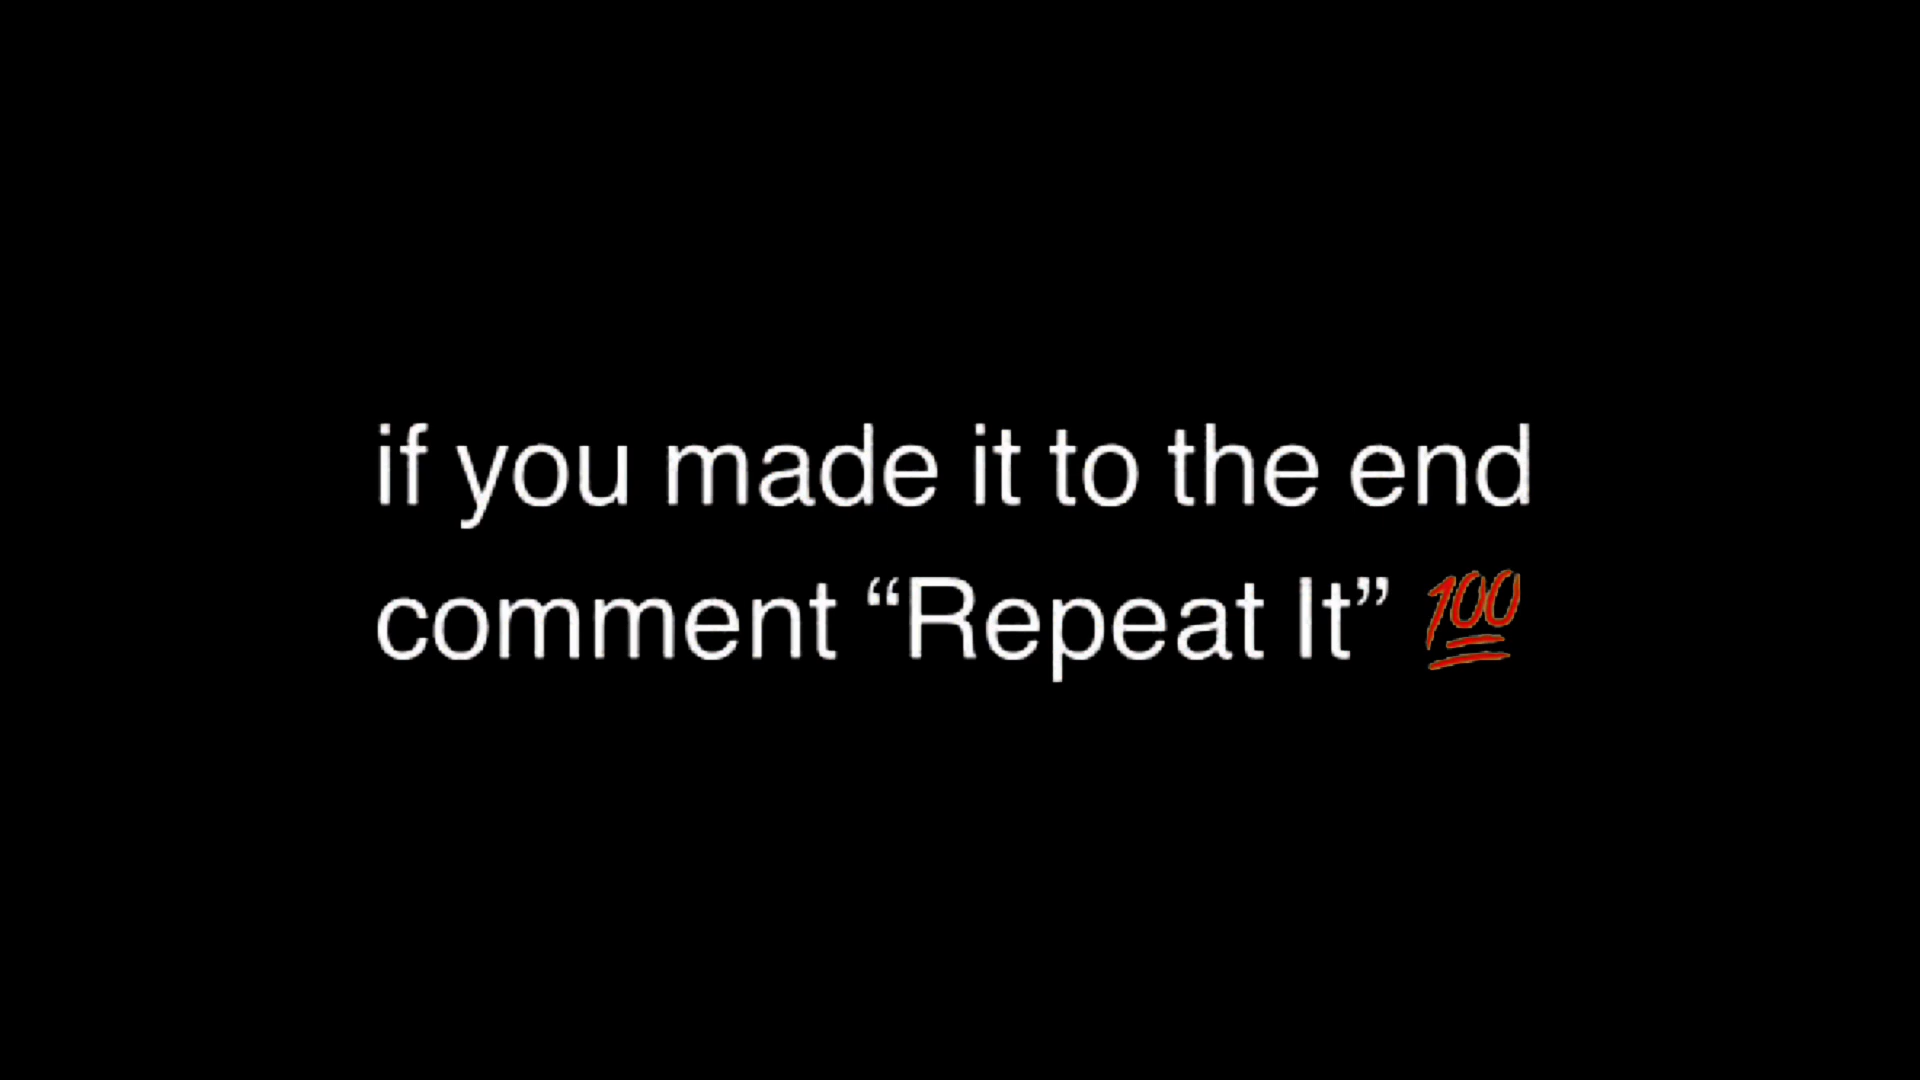 if you made it to the end
comment “Repeat It” 💯